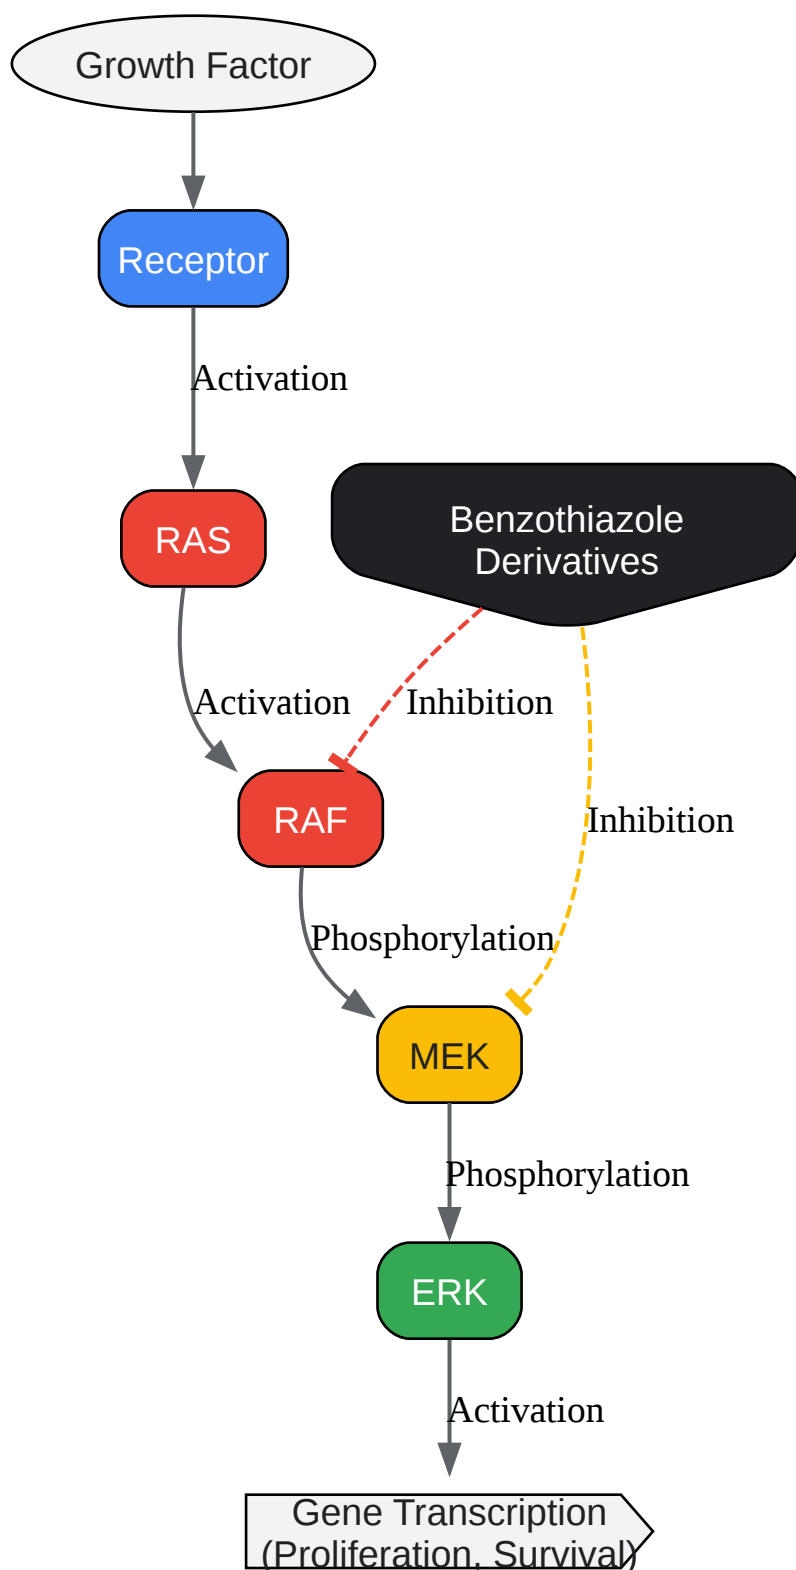 Growth Factor
Receptor
Activation
RAS
Benzothiazole
Derivatives
Activation
Inhibition
RAF
Inhibition
Phosphorylation
MEK
Phosphorylation
ERK
Activation
Gene Transcription
(Proliferation, Survival)